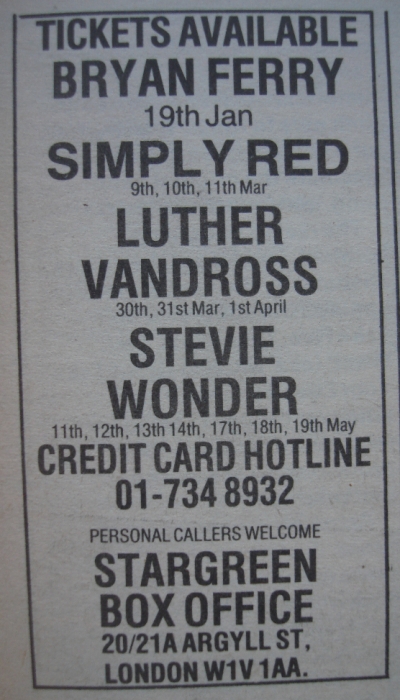 TICKETS AVAILABLE
BRYAN FERRY
19th Jan
SIMPLY RED
9th, 10th, 11th Mar
LUTHER
VANDROSS
30th, 31st Mar, 1st April
STEVIE
WONDER
11th, 12th, 13th 14th, 17th, 18th, 19th May
CREDIT CARD HOTLINE
01-734 8932
PERSONAL CALLERS WELCOME
STARGREEN
BOX OFFICE
20/21A ARGYLL ST,
LONDON W1V 1AA.